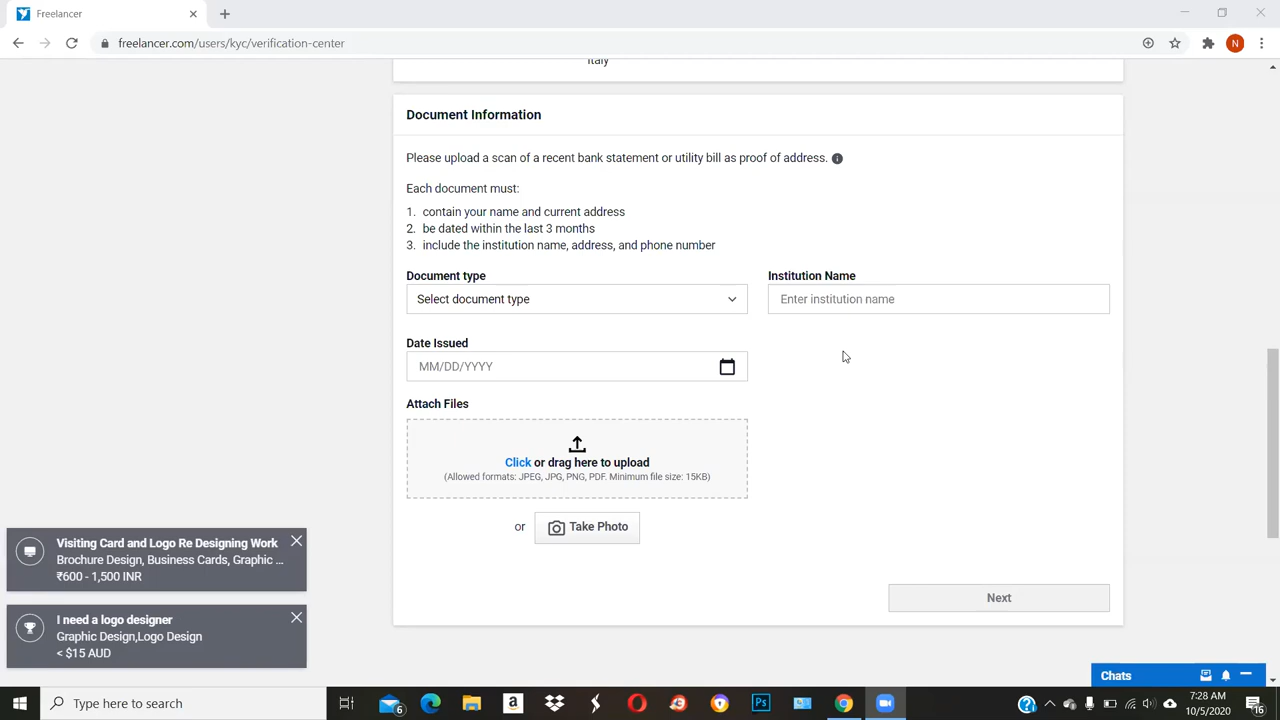 Freelancer
freelancer.com/users/kyc/verification-center
N
Italy
Document Information
Please upload a scan of a recent bank statement or utility bill as proof of address.
Each document must:
1. contain your name and current address
2. be dated within the last 3 months
3. include the institution name, address, and phone number
Document type
Institution Name
Select document type
Enter institution name
Date Issued
MM/DD/YYYY
Attach Files
Click or drag here to upload
(Allowed formats: JPEG, JPG, PNG, PDF. Minimum file size: 15KB)
or
Take Photo
Next
Visiting Card and Logo Re Designing Work
Brochure Design, Business Cards, Graphic ...
₹600 - 1,500 INR
I need a logo designer
Graphic Design,Logo Design
< $15 AUD
Chats
Type here to search
6
a
Ps
7:28 AM
10/5/2020
16